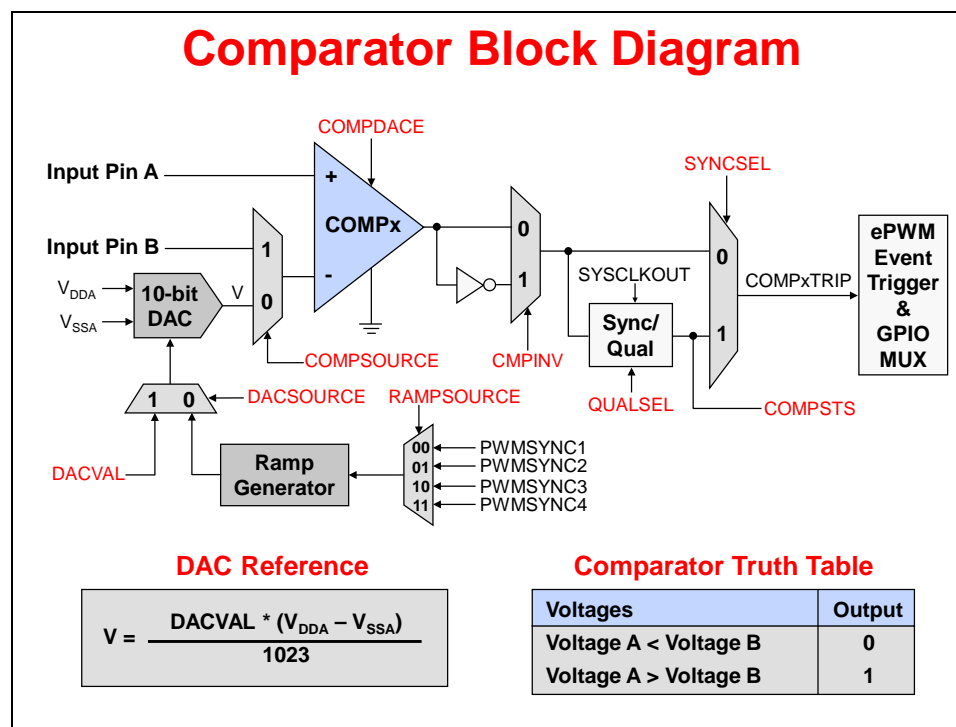 Comparator Block Diagram
COMPDACE
SYNCSEL
Input Pin A
+
COMPx
-
Input Pin B
1
0
V
VDDA
VSSA
10-bit
DAC
COMPSOURCE
0
1
CMPINV
SYSCLKOUT
Sync/
Qual
QUALSEL
0
1
COMPxTRIP
COMPSTS
ePWM
Event
Trigger
&
GPIO
MUX
1 0
DACSOURCE
DACVAL
Ramp
Generator
RAMPSOURCE
00 PWMSYNC1
01 PWMSYNC2
10 PWMSYNC3
11 PWMSYNC4
DAC Reference
V = DACVAL * (VDDA – VSSA)
1023
Comparator Truth Table
Voltages Output
Voltage A < Voltage B 0
Voltage A > Voltage B 1